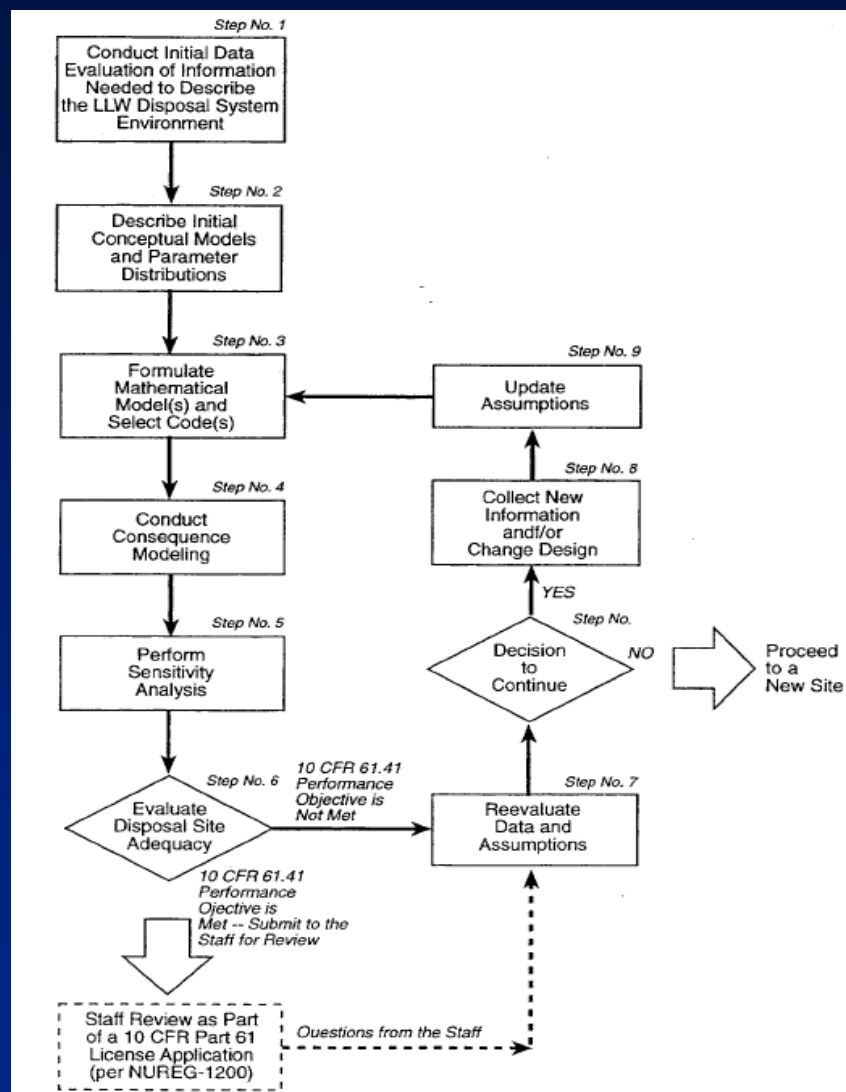 Step No. 1
Conduct Initial Data
Evaluation of Information
Needed to Describe
the LLW Disposal System
Environment
Step No. 2
Describe Initial
Conceptual Models
and Parameter
Distributions
Step No. 3
Formulate
Mathematical
Model(s) and
Select Code(s)
Step No. 4
Conduct
Consequence
Modeling
Step No. 5
Perform
Sensitivity
Analysis
Step No. 6
Evaluate
Disposal Site
Adequacy
10 CFR 61.41
Performance
Objective is
Not Met
10 CFR 61.41
Performance
Ojective is
Met -- Submit to the
Staff for Review
Staff Review as Part
of a 10 CFR Part 61
License Application
(per NUREG-1200)
Questions from the Staff
Step No. 7
Reevaluate
Data and
Assumptions
Step No.
Decision
to
Continue
NO
Proceed
to a
New Site
YES
Step No. 8
Collect New
Information
andf/or
Change Design
Step No. 9
Update
Assumptions